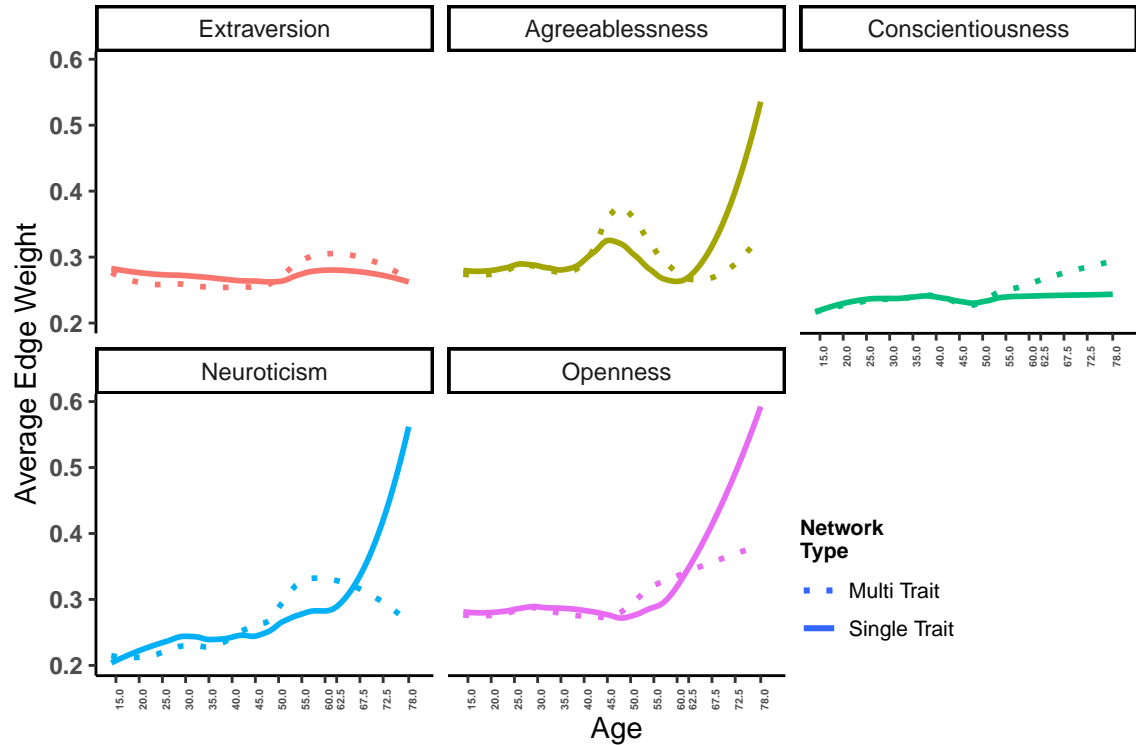 Extraversion
Agreeablessness
Conscientiousness
0.6
0.5
0.4
0.3
0.2
15.0 20.0 25.0 30.0 35.0 40.0 45.0 50.0 55.0 62.5 67.5 72.5 78.0
Neuroticism
Openness
0.6
0.5
0.4
0.3
0.2
15.0 20.0 25.0 30.0 35.0 40.0 45.0 50.0 55.0 60.0 62.5 67.5 72.5 78.0
15.0 20.0 25.0 30.0 35.0 40.0 45.0 50.0 55.0 60.0 62.5 67.5 72.5 78.0
Average Edge Weight
Age
Network
Type
Multi Trait
Single Trait